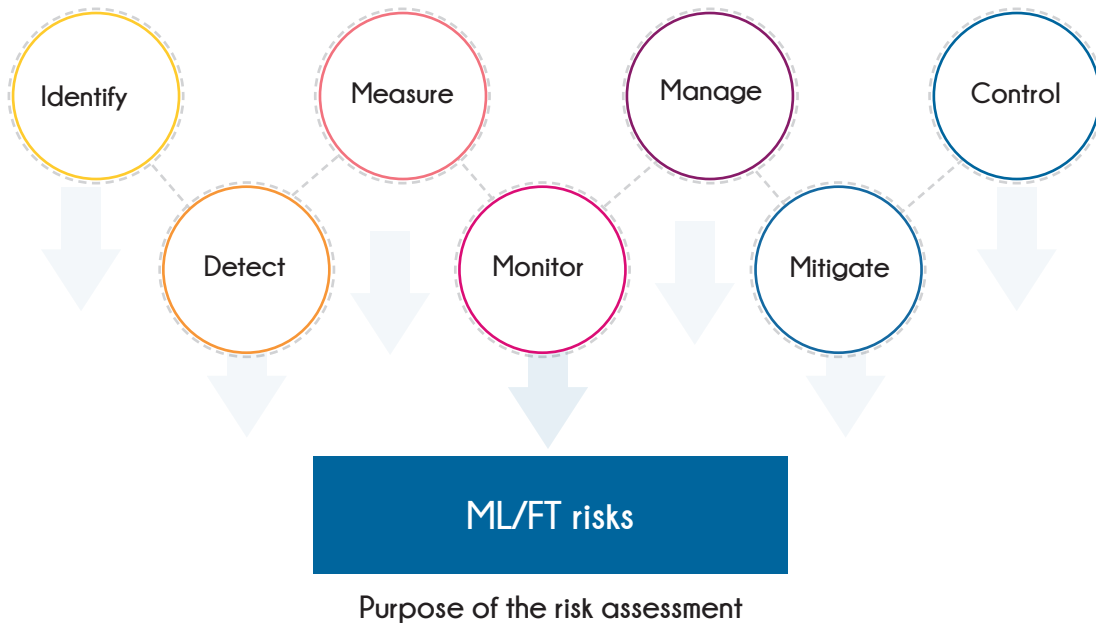 Identify
Detect
Measure
Monitor
Manage
Mitigate
Control
ML/FT risks
Purpose of the risk assessment